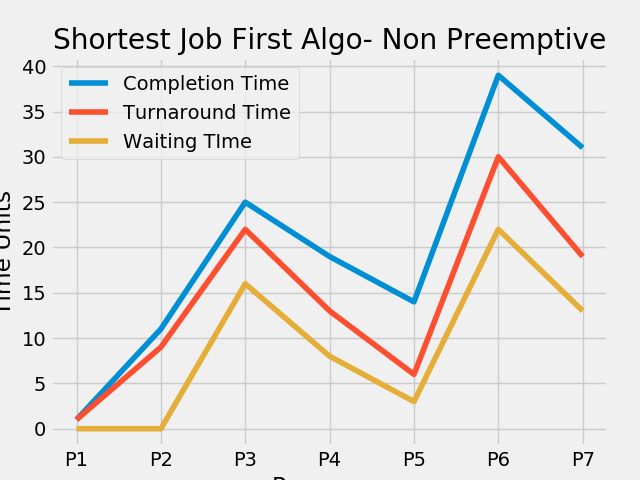 Shortest Job First Algo- Non Preemptive
Completion Time
Turnaround Time
Waiting TIme
40
35
30
25
20
15
10
5
0
Time Units
P1 P2 P3 P4 P5 P6 P7